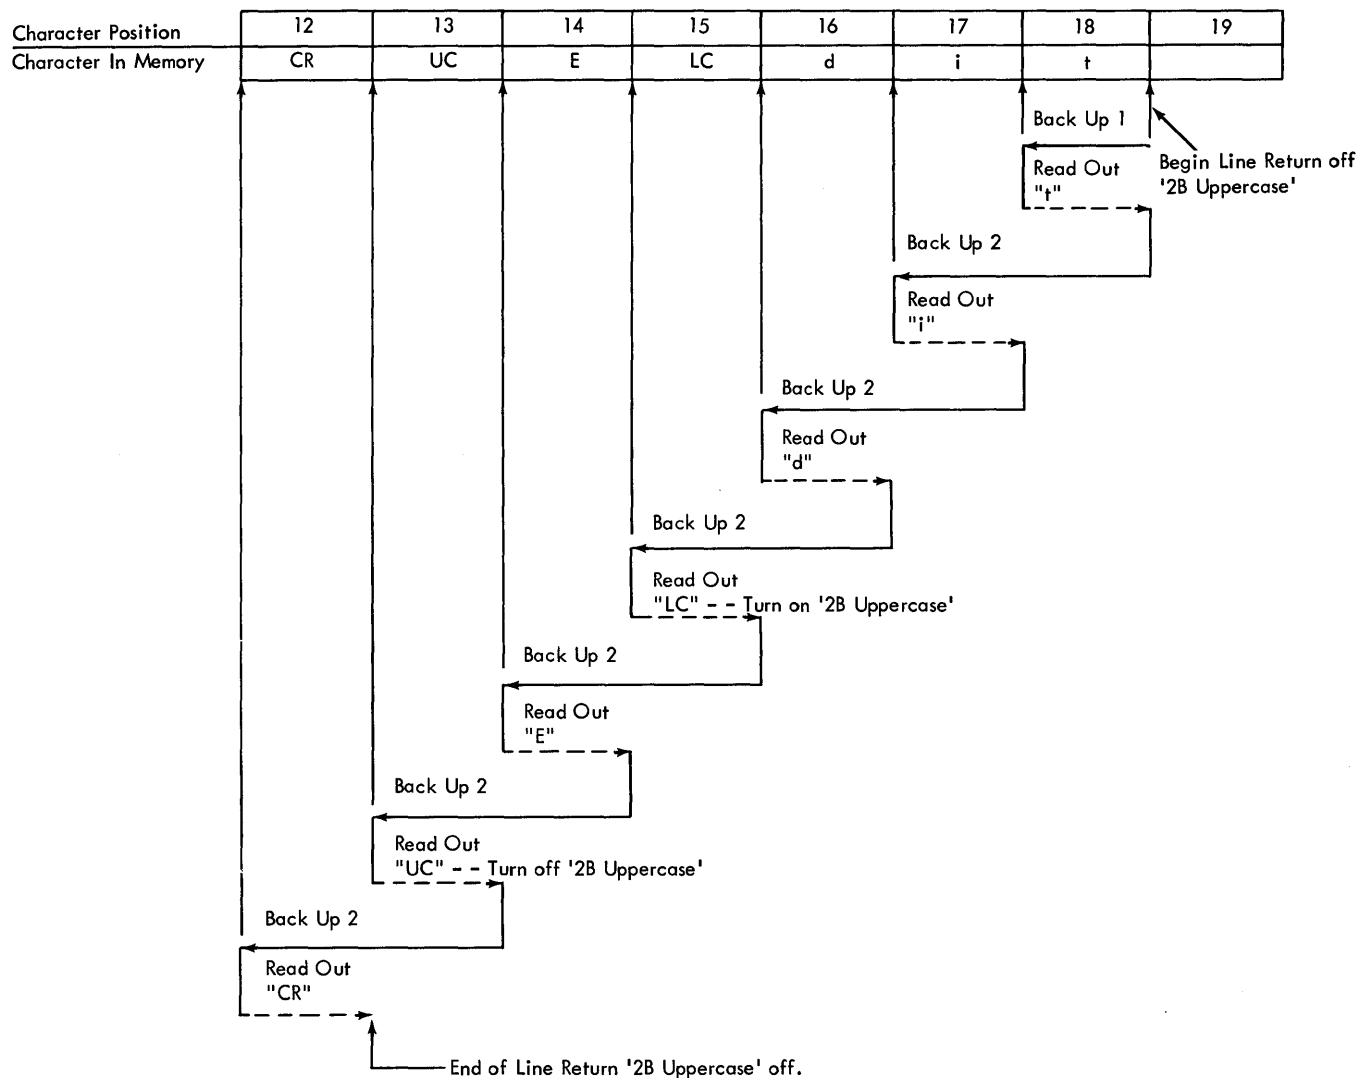 Character Position 12 13 14 15 16 17 18 19
Character In Memory CR UC E LC d i t
Back Up 1
Begin Line Return off
'2B Uppercase'
Read Out
"t"
Back Up 2
Read Out
"i"
Back Up 2
Read Out
"d"
Back Up 2
Read Out
"LC" -- Turn on '2B Uppercase'
Back Up 2
Read Out
"E"
Back Up 2
Read Out
"UC" -- Turn off '2B Uppercase'
Back Up 2
Read Out
"CR"
End of Line Return '2B Uppercase' off.